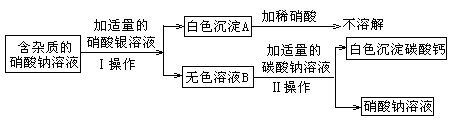 含杂质的
硝酸钠溶液
加适量的
硝酸银溶液
I 操作
白色沉淀A
加稀硝酸
不溶解
无色溶液B
加适量的
碳酸钠溶液
II操作
白色沉淀碳酸钙
硝酸钠溶液